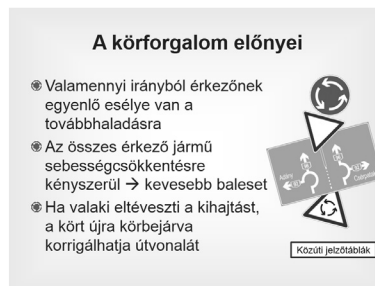 A körforgalom előnyei
Valamennyi irányból érkezőnek
egyenlő esélye van a
továbbhaladásra
Az összes érkező jármű
sebességcsökkentésre
kényszerül → kevesebb baleset
Ha valaki eltéveszti a kihajtást,
a kört újra körbejárva
korrigálhatja útvonalát
Közúti jelzőtáblák